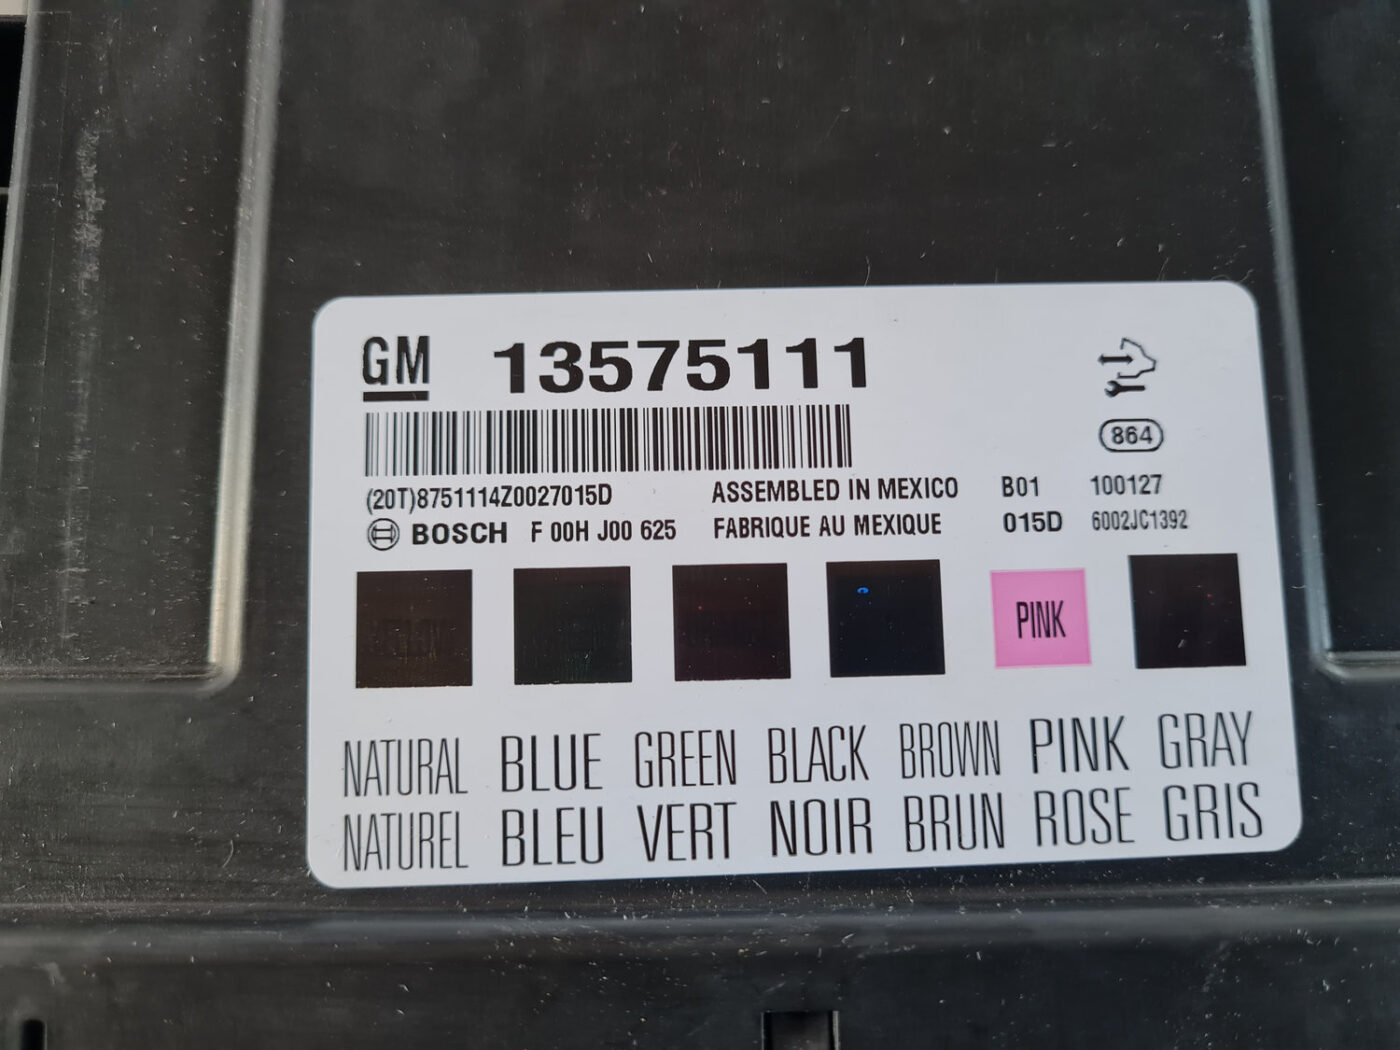 GM 13575111
864
(20T)8751114Z0027015D ASSEMBLED IN MEXICO B01 100127
BOSCH F 00H J00 625 FABRIQUE AU MEXIQUE 015D 6002JC1392
PINK
NATURAL BLUE GREEN BLACK BROWN PINK GRAY
NATUREL BLEU VERT NOIR BRUN ROSE GRIS